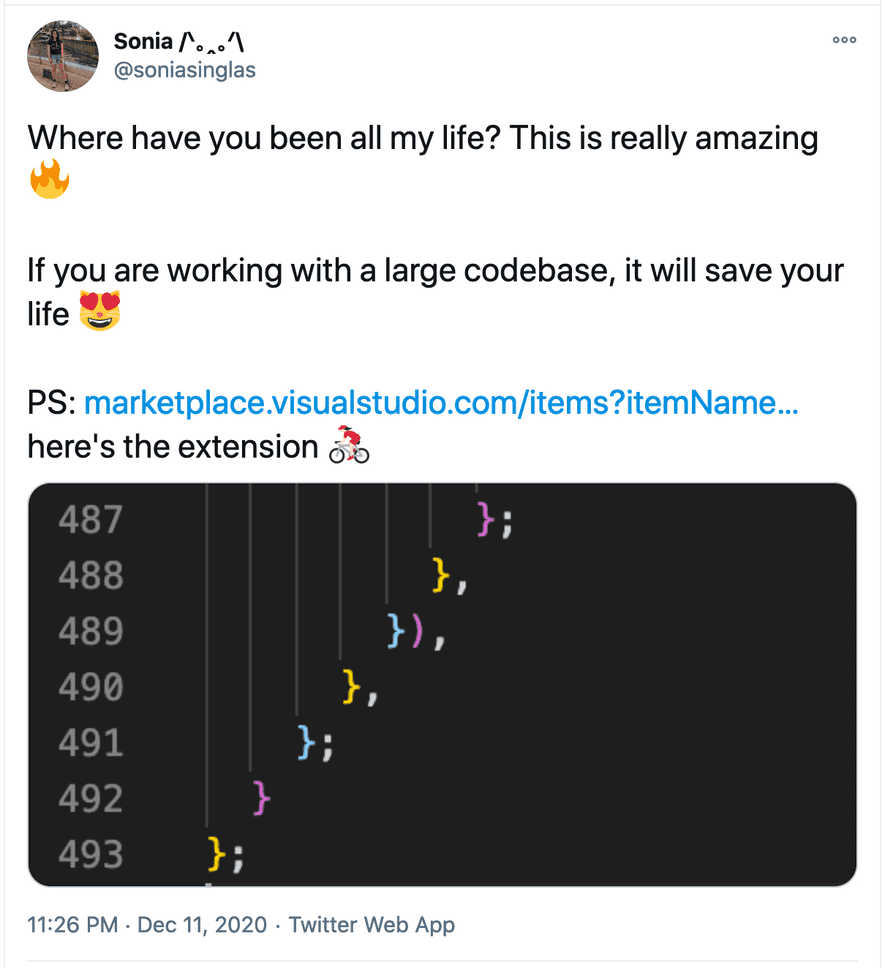 Sonia /ᐠ｡ꞈ｡ᐟ\
@soniasinglas
Where have you been all my life? This is really amazing
🔥
If you are working with a large codebase, it will save your
life 😻
PS: marketplace.visualstudio.com/items?itemName...
here's the extension 🚴🏻‍♀️
487 };
488 },
489 }),
490 },
491 };
492 }
493 };
11:26 PM · Dec 11, 2020 · Twitter Web App